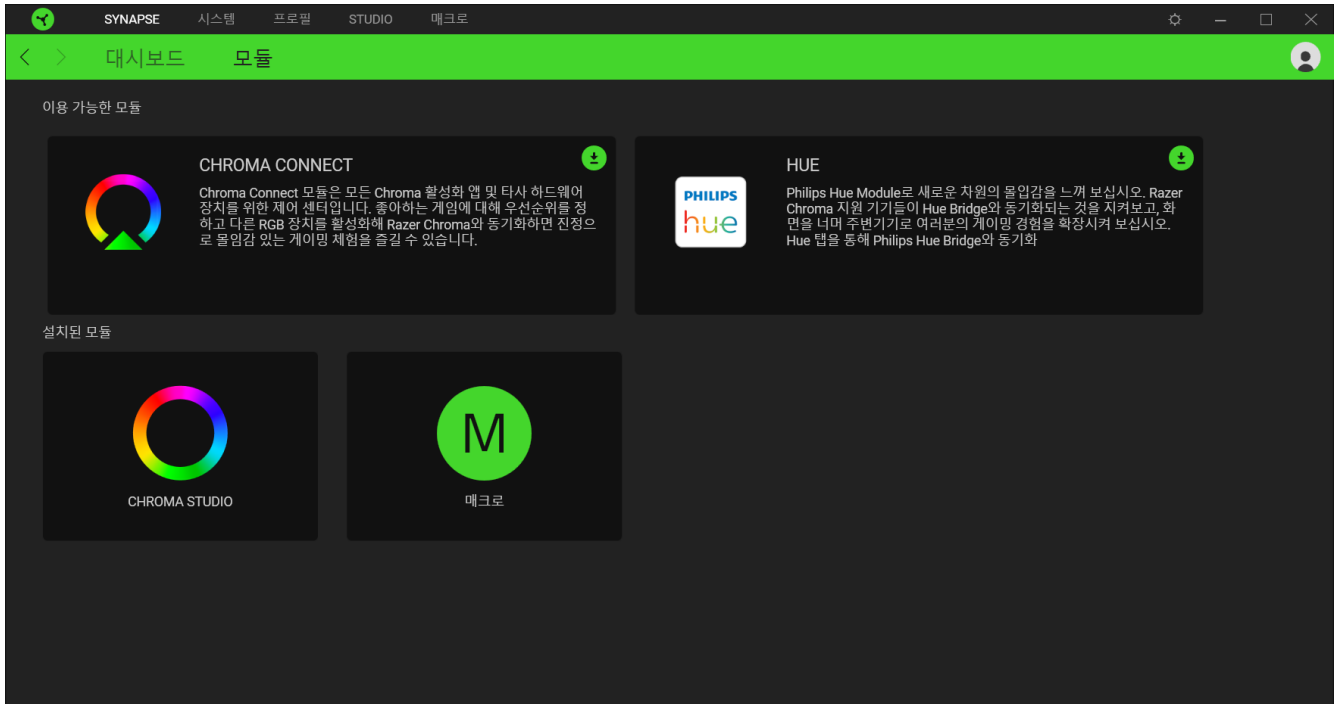 SYNAPSE 시스템 프로필 STUDIO 매크로
대시보드 모듈
이용 가능한 모듈
CHROMA CONNECT
Chroma Connect 모듈은 모든 Chroma 활성화 앱 및 타사 하드웨어
장치를 위한 제어 센터입니다. 좋아하는 게임에 대해 우선순위를 정
하고 다른 RGB 장치를 활성화해 Razer Chroma와 동기화하면 진정으
로 몰입감 있는 게이밍 체험을 즐길 수 있습니다.
PHILIPS
hue
HUE
Philips Hue Module로 새로운 차원의 몰입감을 느껴 보십시오. Razer
Chroma 지원 기기들이 Hue Bridge와 동기화되는 것을 지켜보고, 화
면을 너머 주변기기로 여러분의 게이밍 경험을 확장시켜 보십시오.
Hue 탭을 통해 Philips Hue Bridge와 동기화
설치된 모듈
CHROMA STUDIO
M
매크로